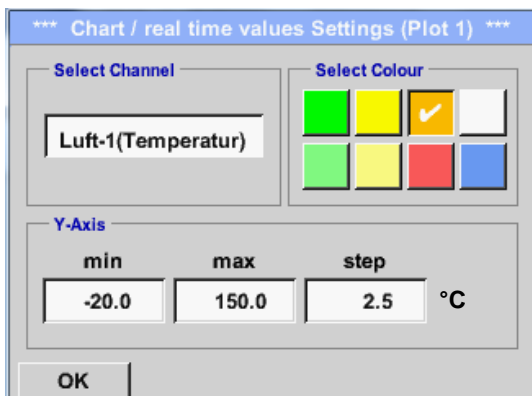 *** Chart / real time values Settings (Plot 1) ***
Select Channel
Select Colour
Luft-1(Temperatur)
Y-Axis
min max step
-20.0 150.0 2.5 °C
OK